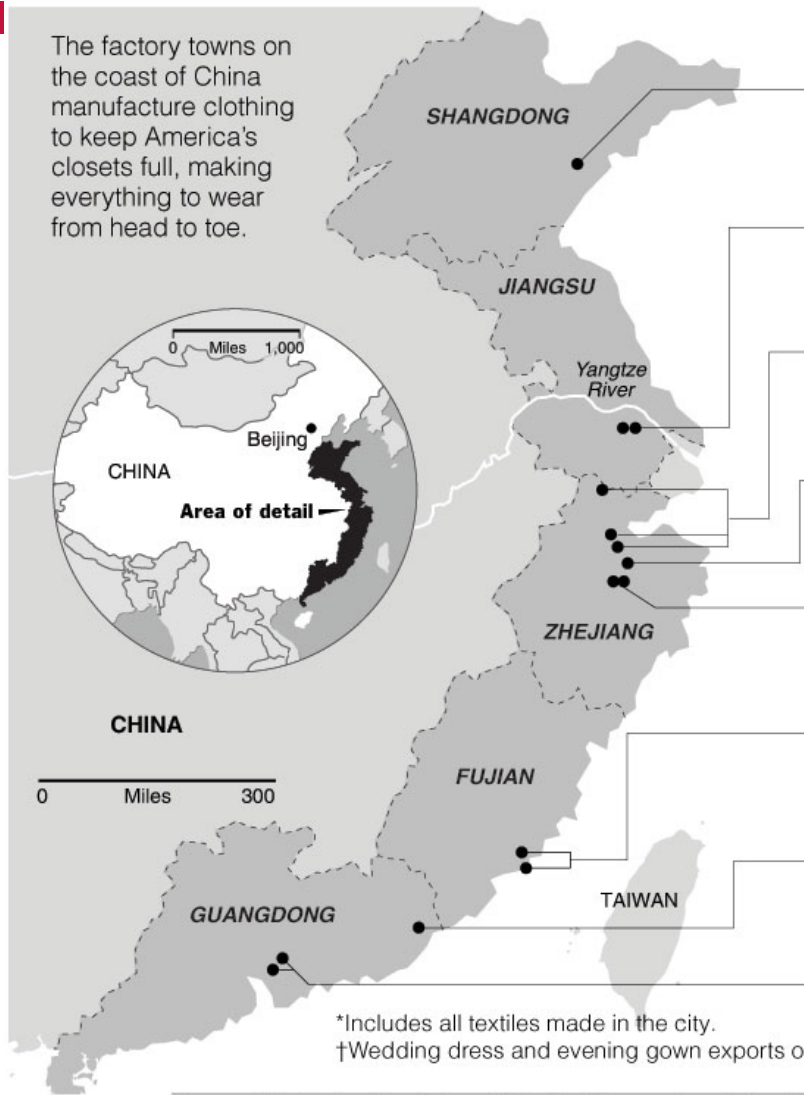 The factory towns on
the coast of China
manufacture clothing
to keep America's
closets full, making
everything to wear
from head to toe.
SHANGDONG
JIANGSU
Yangtze
River
0 Miles 1,000
Beijing
CHINA
Area of detail
ZHEJIANG
CHINA
0 Miles 300
FUJIAN
TAIWAN
GUANGDONG
*Includes all textiles made in the city.
†Wedding dress and evening gown exports o